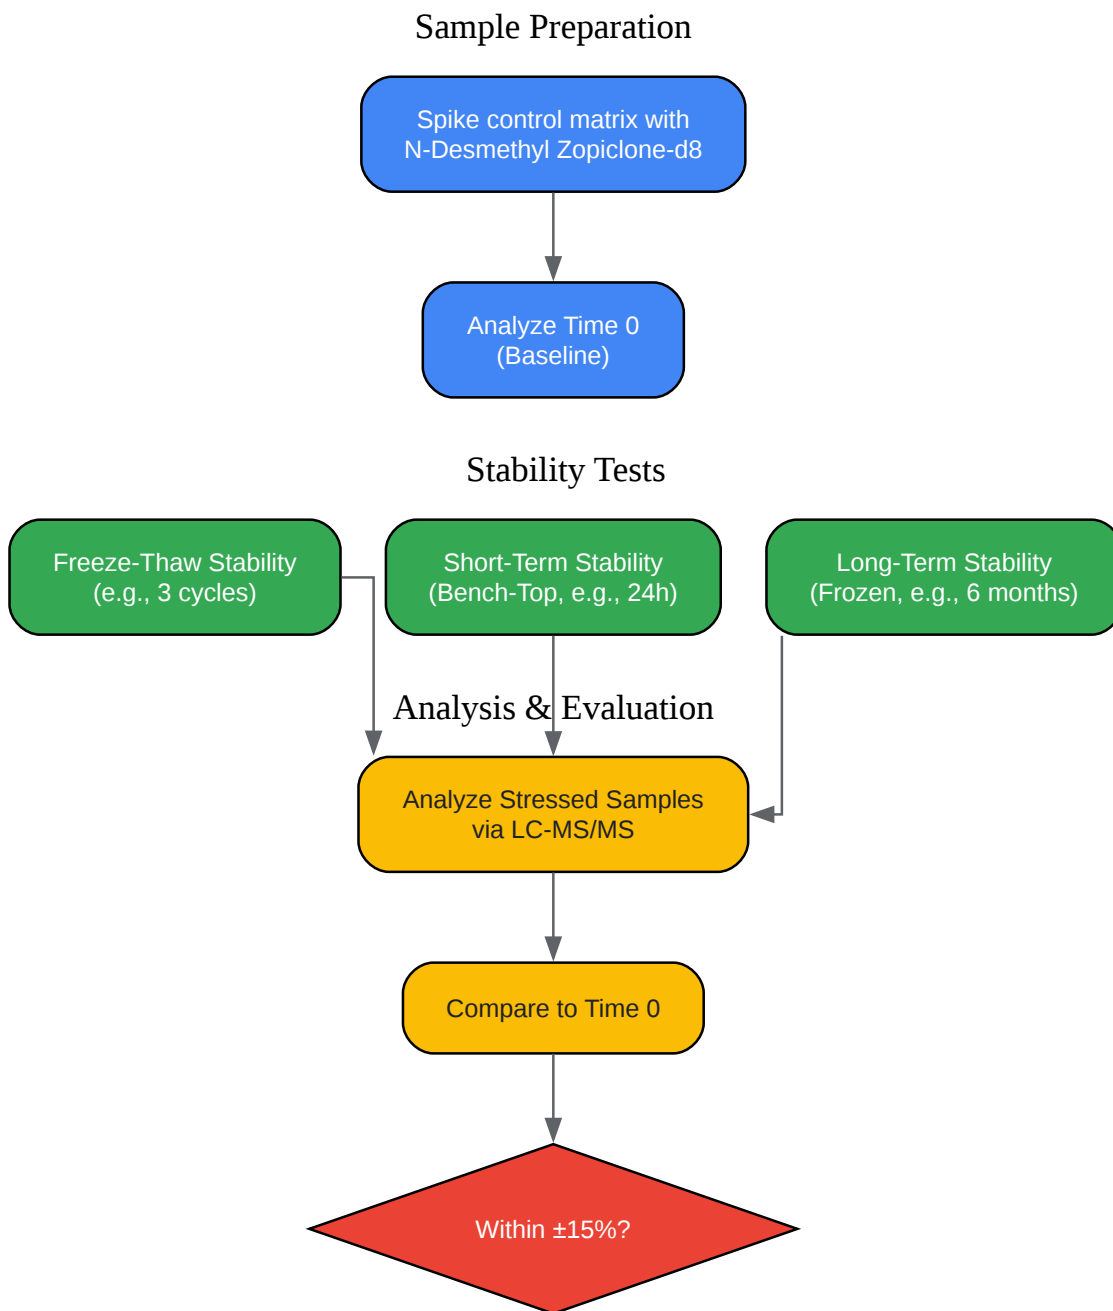 Sample Preparation
Spike control matrix with
N-Desmethyl Zopiclone-d8
Analyze Time 0
(Baseline)
Stability Tests
Freeze-Thaw Stability
(e.g., 3 cycles)
Short-Term Stability
(Bench-Top, e.g., 24h)
Long-Term Stability
(Frozen, e.g., 6 months)
Analysis & Evaluation
Analyze Stressed Samples
via LC-MS/MS
Compare to Time 0
Within ±15%?